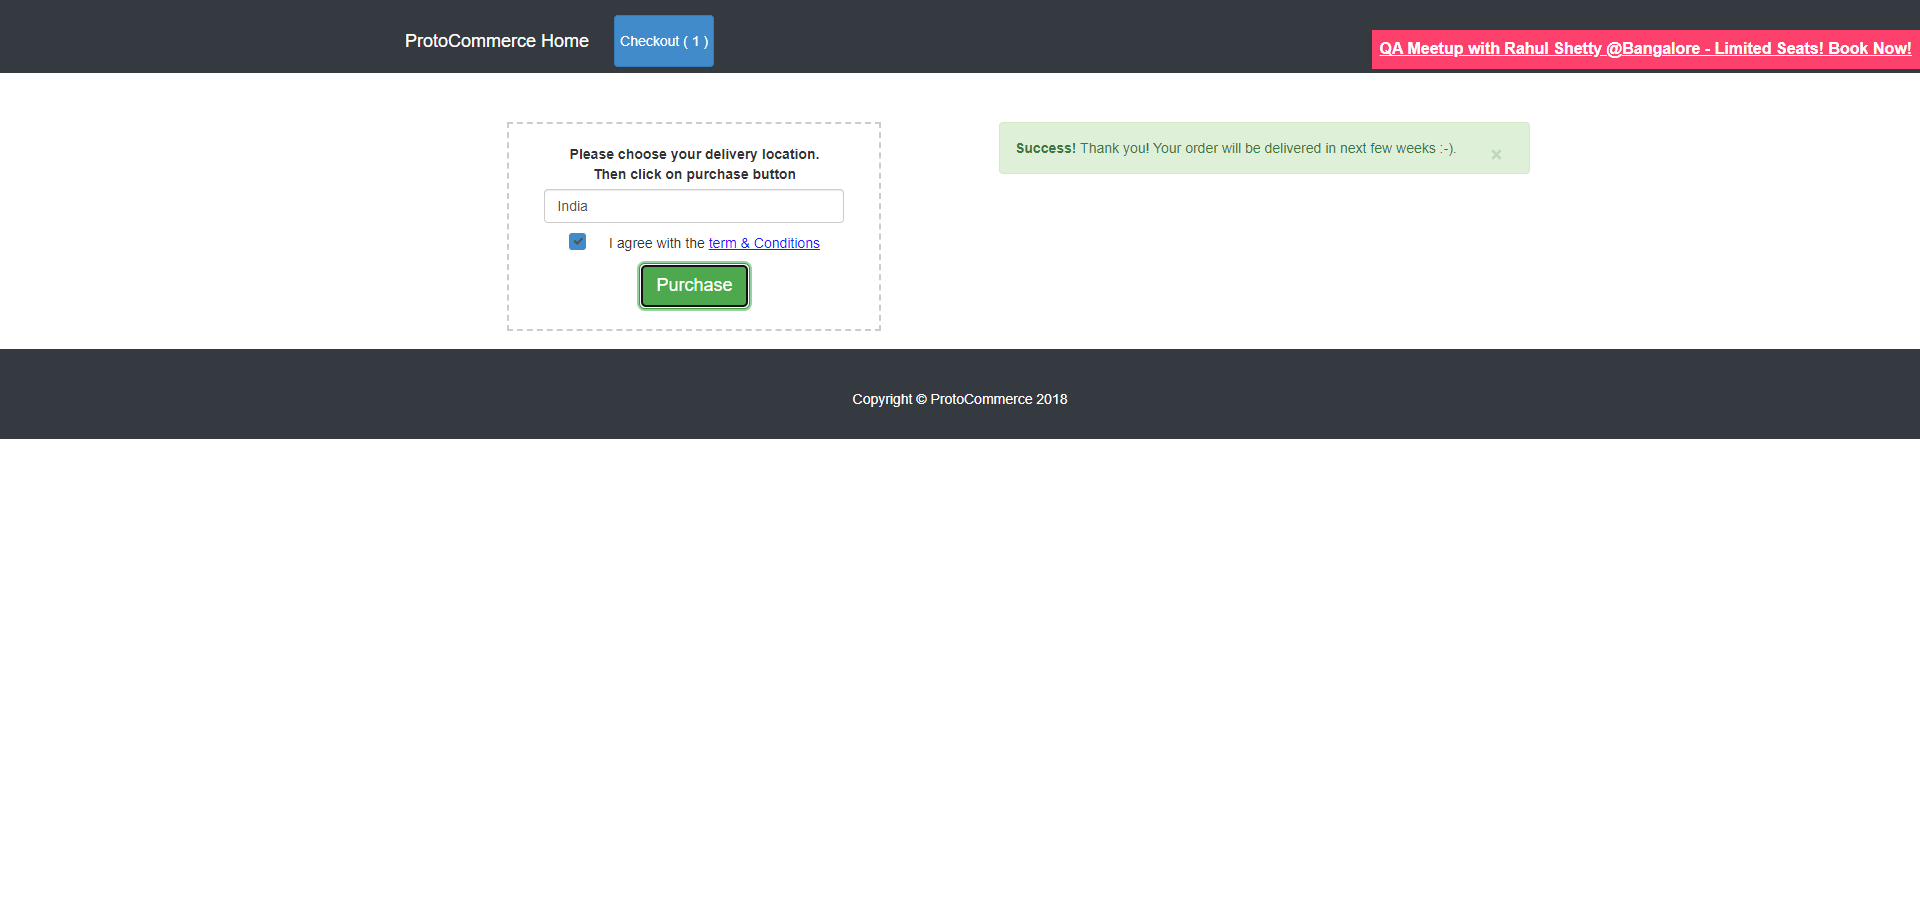 ProtoCommerce Home
Checkout ( 1 )
QA Meetup with Rahul Shetty @Bangalore - Limited Seats! Book Now!
Please choose your delivery location.
Then click on purchase button
India
I agree with the term & Conditions
Purchase
Success! Thank you! Your order will be delivered in next few weeks :-).
×
Copyright © ProtoCommerce 2018